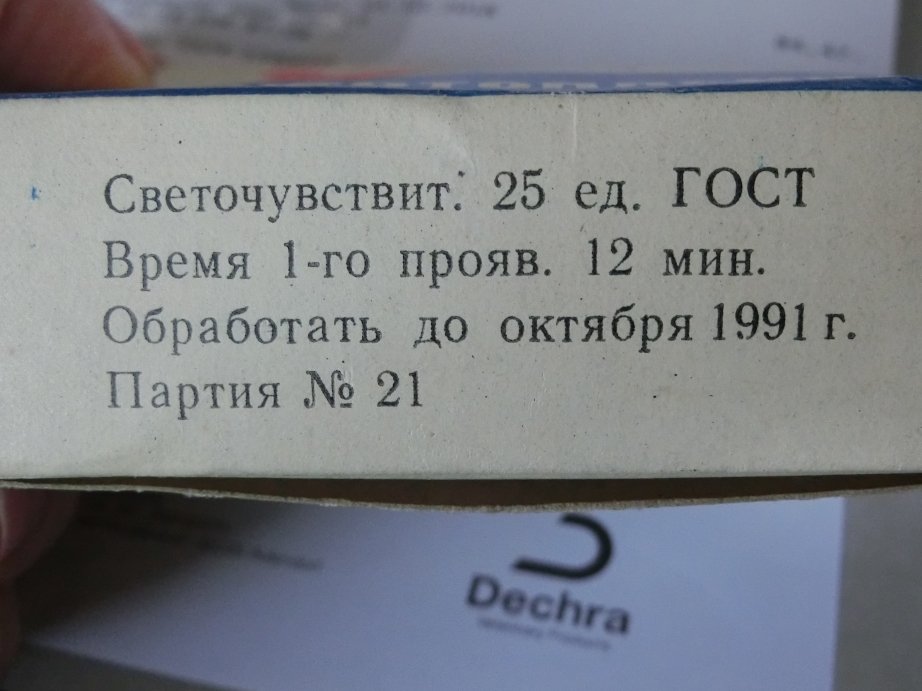 Светочувствит. 25 ед. ГОСТ
Время 1-го прояв. 12 мин.
Обработать до октября 1991 г.
Партия № 21
Dechra